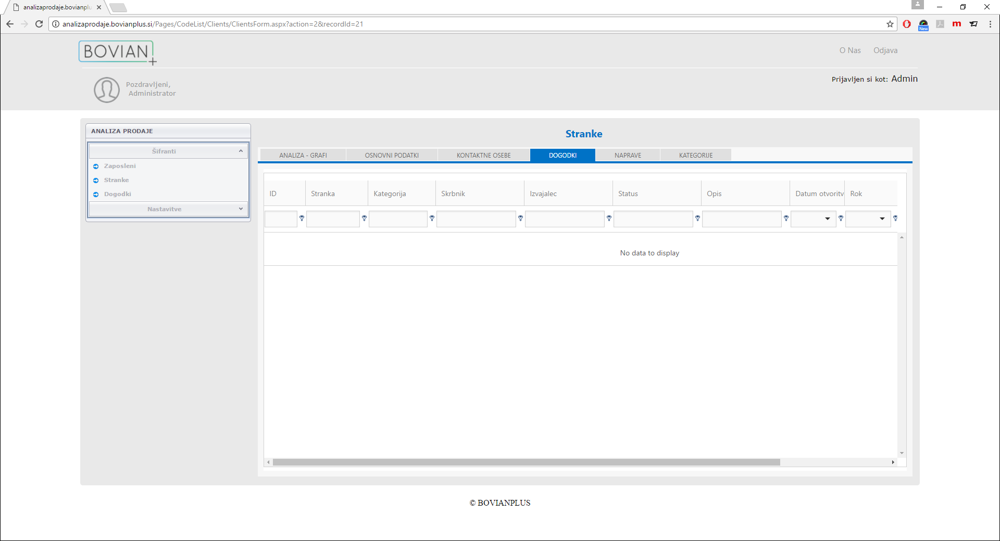 analizaprodaje.bovianplu
analizaprodaje.bovianplus.si/Pages/CodeList/Clients/ClientsForm.aspx?action=2&recordId=21
New
m
BOVIAN+
O Nas Odjava
Pozdravljeni,
Administrator
Prijavljen si kot: Admin
ANALIZA PRODAJE
Šifranti
Zaposleni
Stranke
Dogodki
Nastavitve
Stranke
ANALIZA - GRAFI OSNOVNI PODATKI KONTAKTNE OSEBE DOGODKI NAPRAVE KATEGORIJE
ID Stranka Kategorija Skrbnik Izvajalec Status Opis Datum otvoritv Rok
No data to display
© BOVIANPLUS